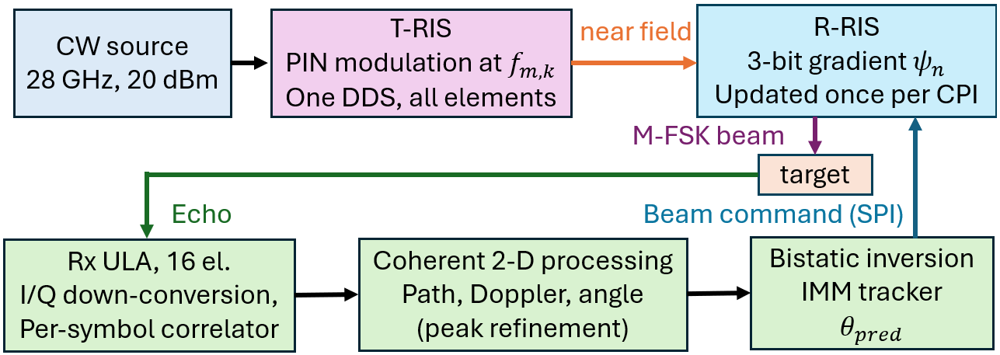 CW source
28 GHz, 20 dBm
T-RIS
PIN modulation at f_{m,k}
One DDS, all elements
near field
R-RIS
3-bit gradient ψ_n
Updated once per CPI
M-FSK beam
target
Echo
Beam command (SPI)
Rx ULA, 16 el.
I/Q down-conversion,
Per-symbol correlator
Coherent 2-D processing
Path, Doppler, angle
(peak refinement)
Bistatic inversion
IMM tracker
θ_{pred}